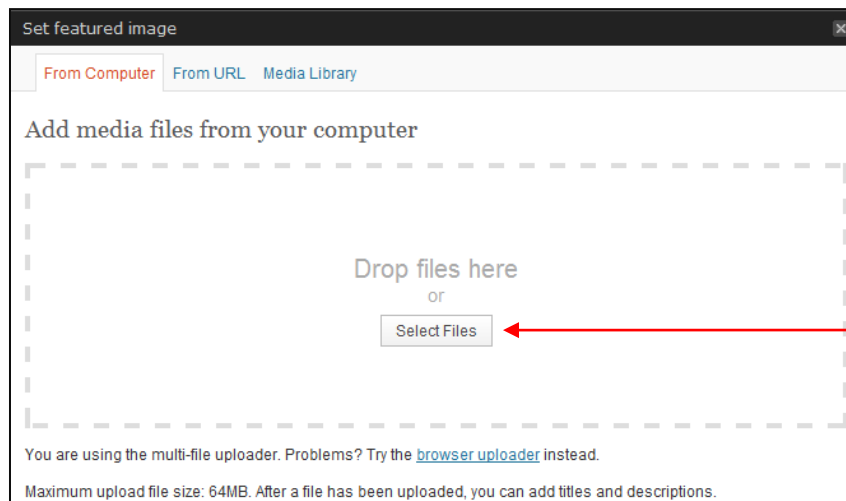 Set featured image
From Computer From URL Media Library
Add media files from your computer
Drop files here
or
Select Files
You are using the multi-file uploader. Problems? Try the browser uploader instead.
Maximum upload file size: 64MB. After a file has been uploaded, you can add titles and descriptions.